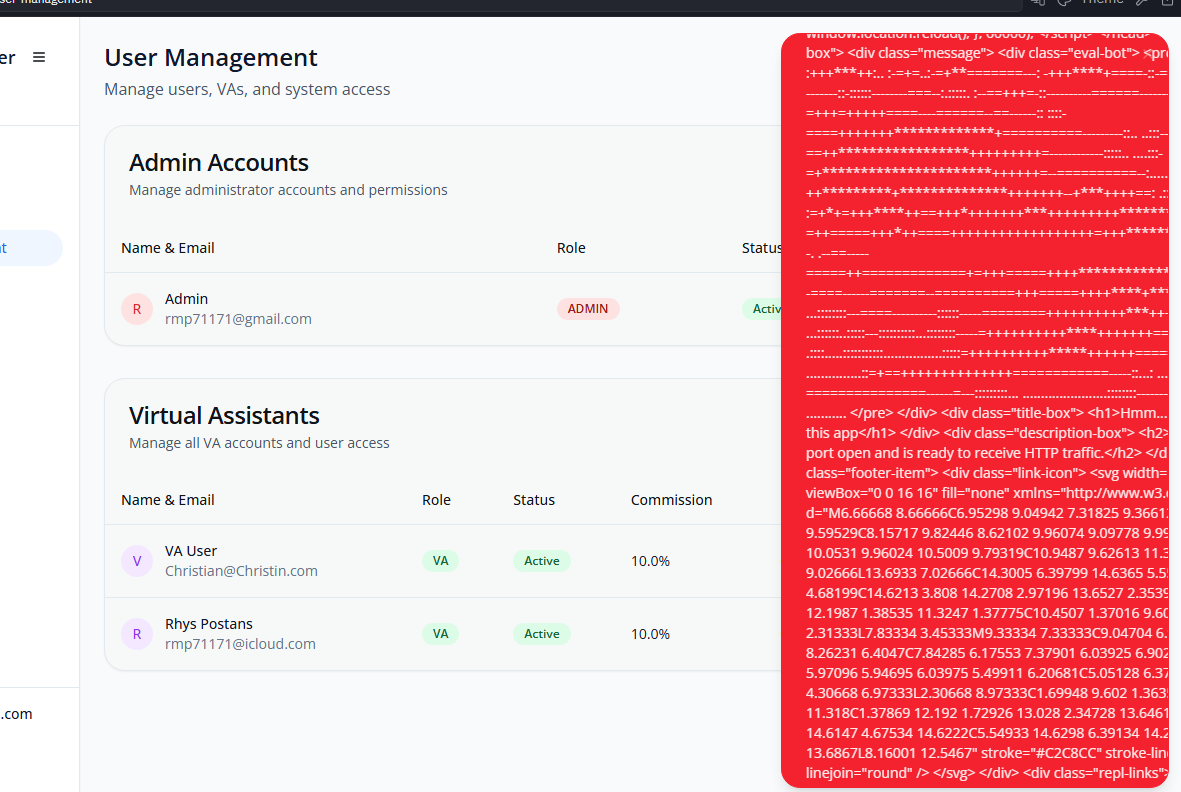 ser-management
Theme
er
User Management
Manage users, VAs, and system access
Admin Accounts
Manage administrator accounts and permissions
Name & Email
Role
Status
R
Admin
rmp71171@gmail.com
ADMIN
Activ
Virtual Assistants
Manage all VA accounts and user access
Name & Email
Role
Status
Commission
V
VA User
Christian@Christin.com
VA
Active
10.0%
R
Rhys Postans
rmp71171@icloud.com
VA
Active
10.0%
nt
.com
window.location.reload(); }, 60000); </script> </head>
box"> <div class="message"> <div class="eval-bot"> <pre
............ </pre> </div> <div class="title-box"> <h1>Hmm...
this app</h1> </div> <div class="description-box"> <h2>
port open and is ready to receive HTTP traffic.</h2> </d
class="footer-item"> <div class="link-icon"> <svg width=
viewBox="0 0 16 16" fill="none" xmlns="http://www.w3.
d="M6.66668 8.66666C6.95298 9.04942 7.31825 9.3661
9.59529C8.15717 9.82446 8.62102 9.96074 9.09778 9.99
10.0531 9.96024 10.5009 9.79319C10.9487 9.62613 11.3
9.02666L13.6933 7.02666C14.3005 6.39799 14.6365 5.5
4.68199C14.6213 3.808 14.2708 2.97196 13.6527 2.3539
12.1987 1.38535 11.3247 1.37775C10.4507 1.37016 9.60
2.31333L7.83334 3.45333M9.33334 7.33333C9.04704 6.
8.26231 6.4047C7.84285 6.17553 7.37901 6.03925 6.902
5.97096 5.94695 6.03975 5.49911 6.20681C5.05128 6.37
4.30668 6.97333L2.30668 8.97333C1.69948 9.602 1.363
11.318C1.37869 12.192 1.72926 13.028 2.34728 13.6461
14.6147 4.67534 14.6222C5.54933 14.6298 6.39134 14.2
13.6867L8.16001 12.5467" stroke="#C2C8CC" stroke-lin
linejoin="round" /> </svg> </div> <div class="repl-links">